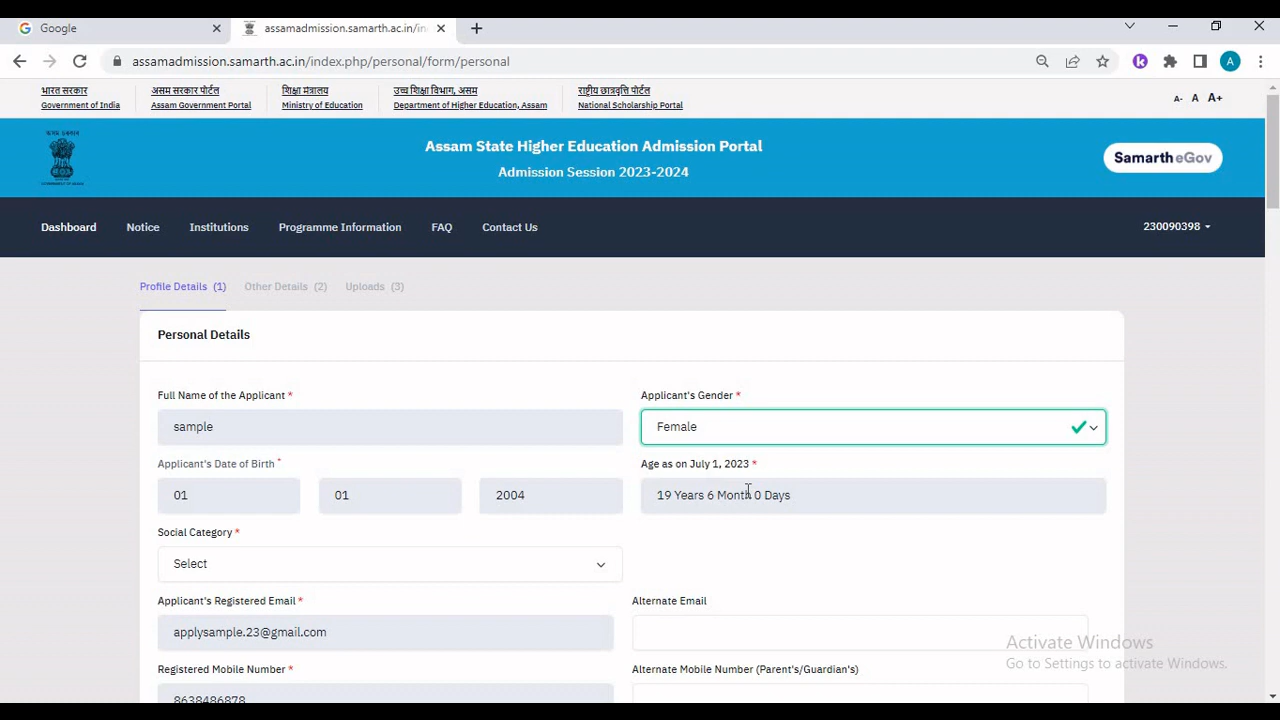 Google
assamadmission.samarth.ac.in/in
assamadmission.samarth.ac.in/index.php/personal/form/personal
A
भारत सरकार
Government of India
असम सरकार पोर्टल
Assam Government Portal
शिक्षा मंत्रालय
Ministry of Education
उच्च शिक्षा विभाग, असम
Department of Higher Education, Assam
राष्ट्रीय छात्रवृत्ति पोर्टल
National Scholarship Portal
A- A A+
Assam State Higher Education Admission Portal
Admission Session 2023-2024
Samarth eGov
Dashboard Notice Institutions Programme Information FAQ Contact Us 230090398
Profile Details (1) Other Details (2) Uploads (3)
Personal Details
Full Name of the Applicant * Applicant's Gender *
sample Female
Applicant's Date of Birth * Age as on July 1, 2023 *
01 01 2004 19 Years 6 Month 0 Days
Social Category *
Select
Applicant's Registered Email * Alternate Email
applysample.23@gmail.com
Registered Mobile Number * Alternate Mobile Number (Parent's/Guardian's)
8638486878
Activate Windows
Go to Settings to activate Windows.